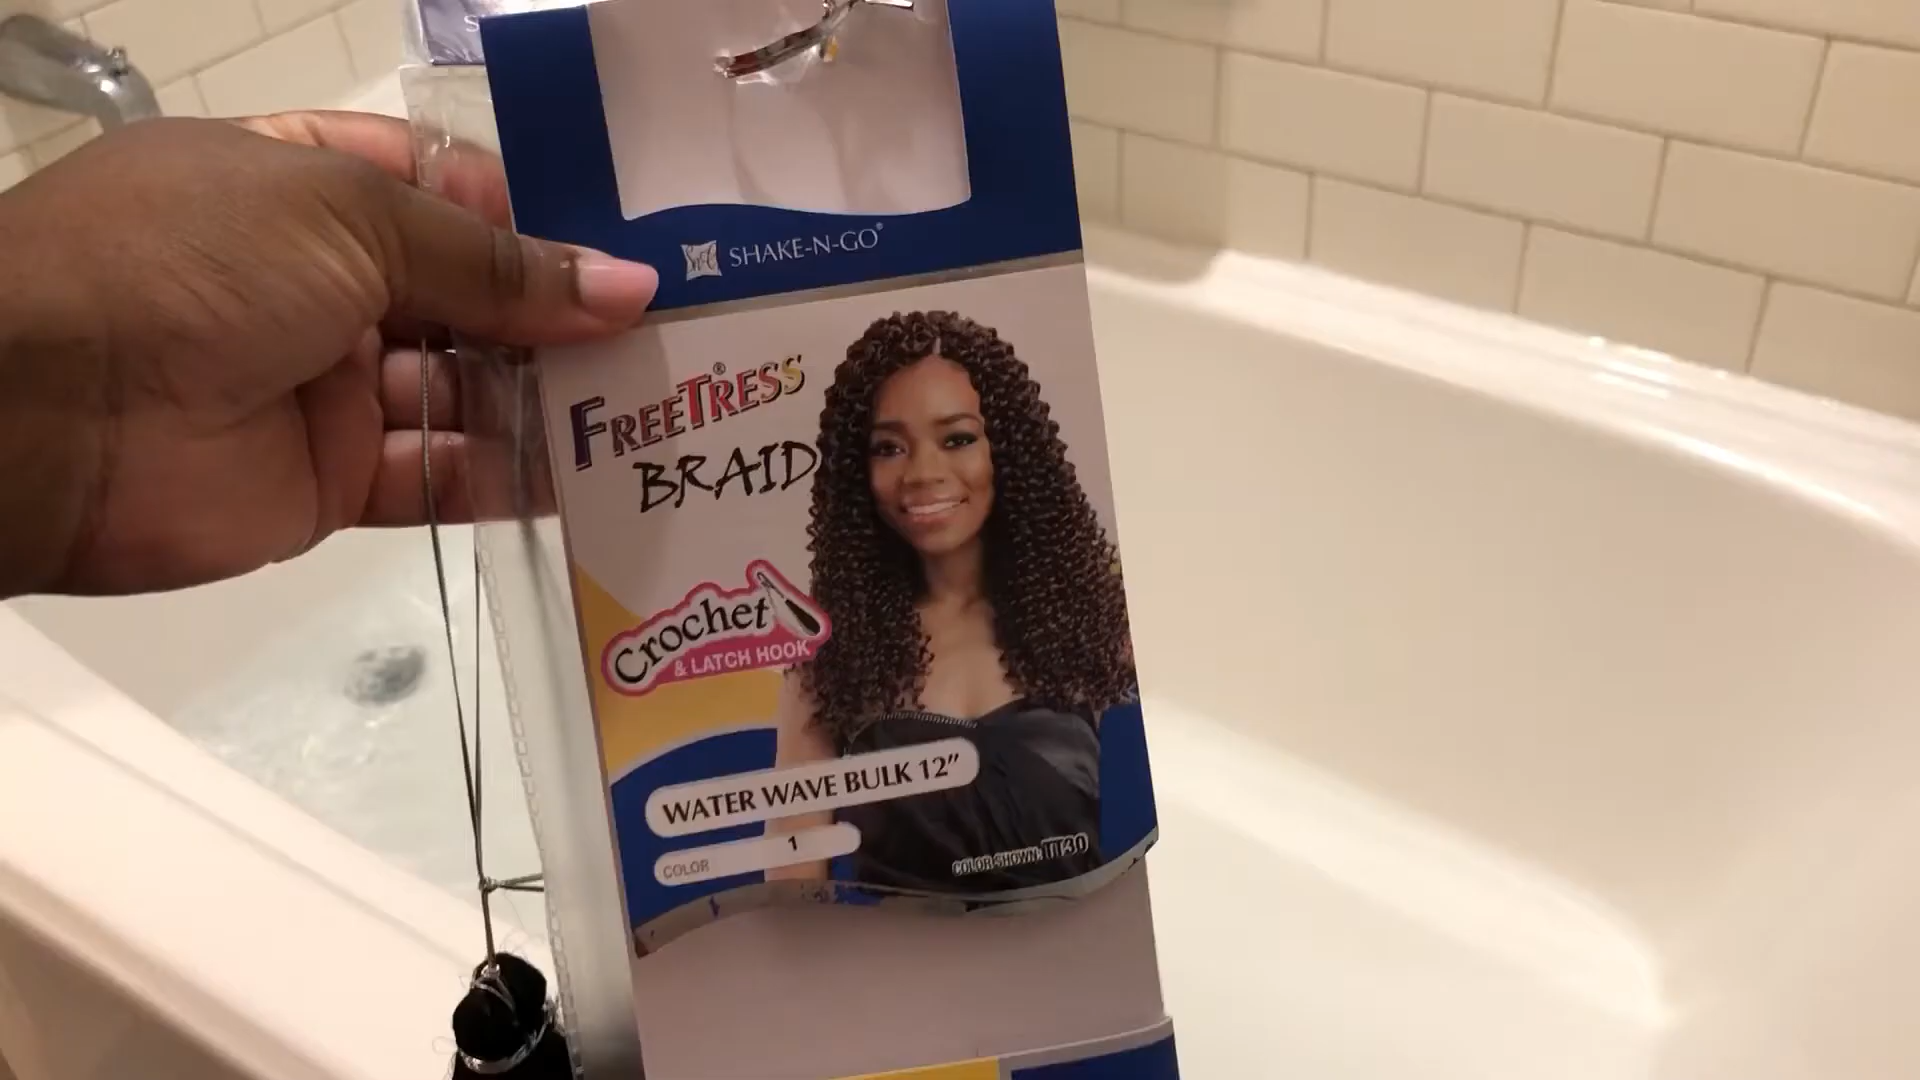 SHAKE-N-GO®
FREETRESS®
BRAID
Crochet
& LATCH HOOK
WATER WAVE BULK 12"
COLOR 1
COLOR SHOWN: TT30